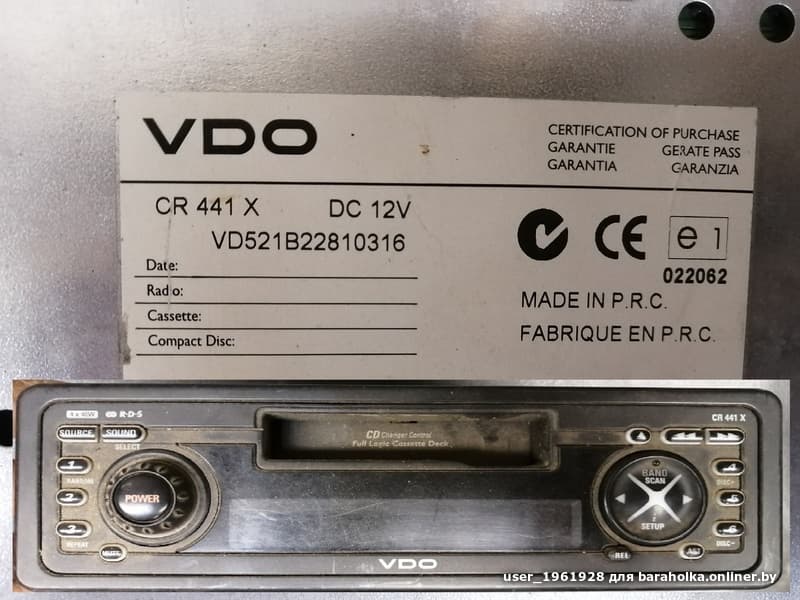 VDO
CERTIFICATION OF PURCHASE
GARANTIE GERATE PASS
GARANTIA GARANZIA
CR 441 X DC 12V
VD521B22810316
Date:
Radio:
Cassette:
Compact Disc:
CE e 1
022062
MADE IN P.R.C.
FABRIQUE EN P.R.C.
4 x 40W R·D·S
CR 441 X
SOURCE SOUND
SELECT
CD Changer Control
Full Logic Cassette Deck
1
RANDOM
2
3
REPEAT
MUTE
POWER
BAND
SCAN
SETUP
4
DISC+
5
6
DISC-
REL
AST
VDO
user_1961928 для baraholka.onliner.by